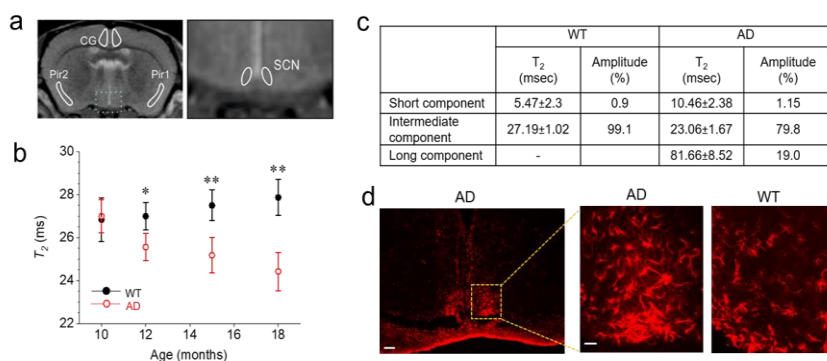 a
CG
Pir2
Pir1
SCN
b
28
26
24
22
T2 (ms)
*
**
**
WT
AD
10 12 14 16 18
Age (months)
c
WT AD
T2 (msec) Amplitude (%) T2 (msec) Amplitude (%)
Short component 5.47±2.3 0.9 10.46±2.38 1.15
Intermediate component 27.19±1.02 99.1 23.06±1.67 79.8
Long component - 81.66±8.52 19.0
d
AD
AD
WT